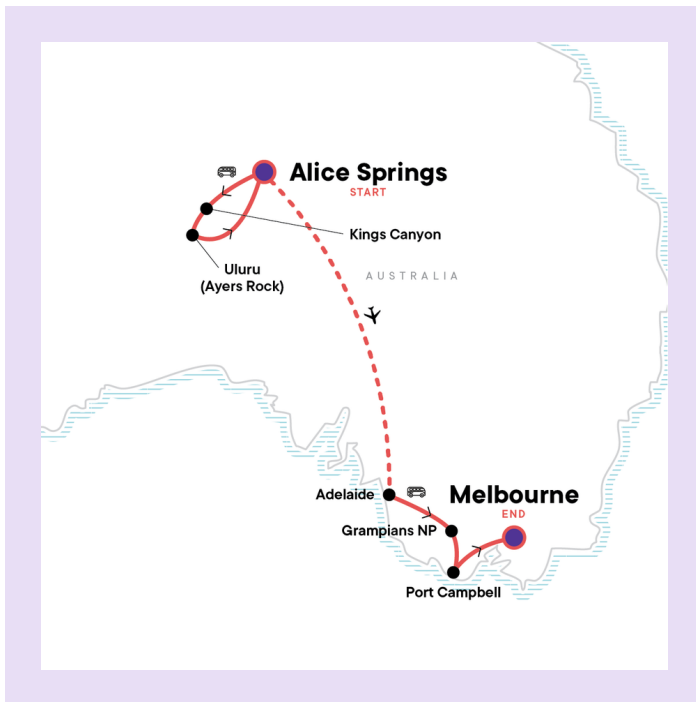 Alice Springs
START
Kings Canyon
Uluru
(Ayers Rock)
AUSTRALIA
Adelaide
Melbourne
END
Grampians NP
Port Campbell